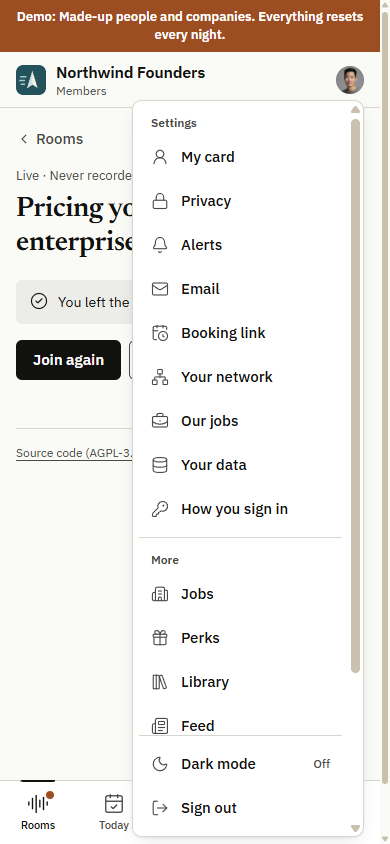 Demo: Made-up people and companies. Everything resets
every night.
Northwind Founders
Members
Rooms
Live · Never recorde
Pricing yo
enterprise
You left the
Join again
Source code (AGPL-3.
Settings
My card
Privacy
Alerts
Email
Booking link
Your network
Our jobs
Your data
How you sign in
More
Jobs
Perks
Library
Feed
Dark mode Off
Sign out
Rooms
Today